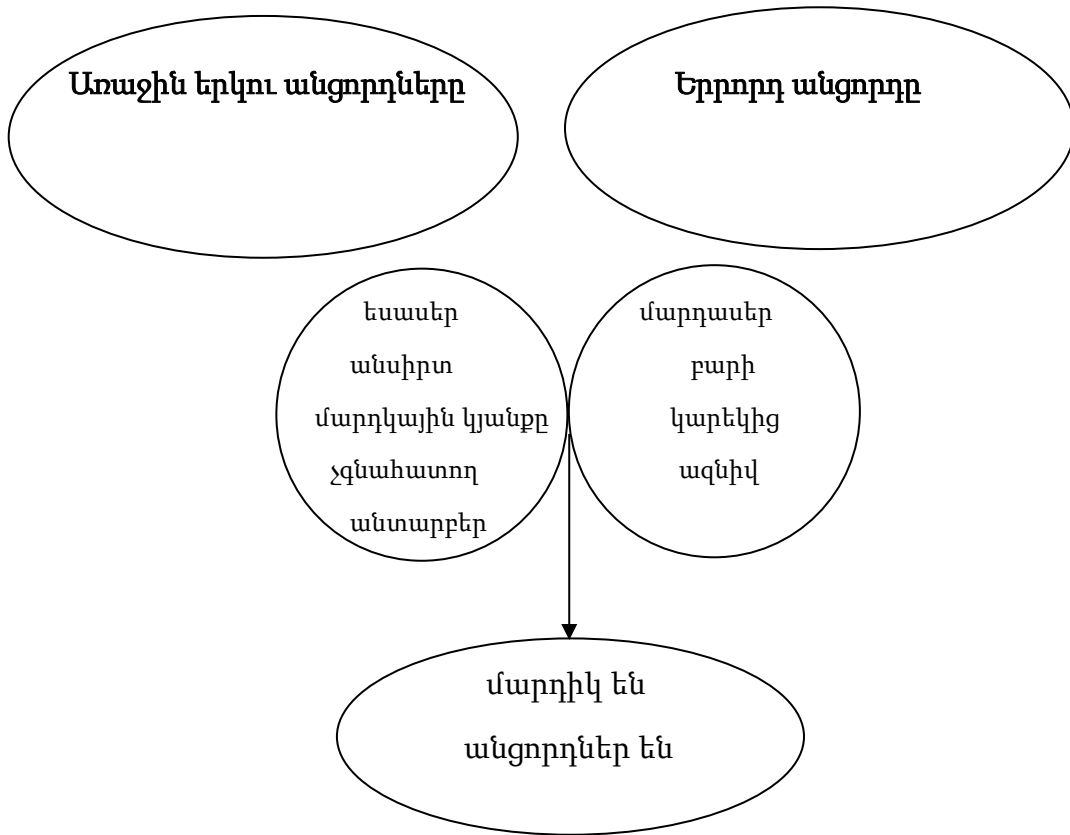 Առաջին երկու անցորդները
Երրորդ անցորդը
եսասեր
անսիրտ
մարդկային կյանքը
չգնահատող
անտարբեր
մարդասեր
բարի
կարեկից
ազնիվ
մարդիկ են
անցորդներ են